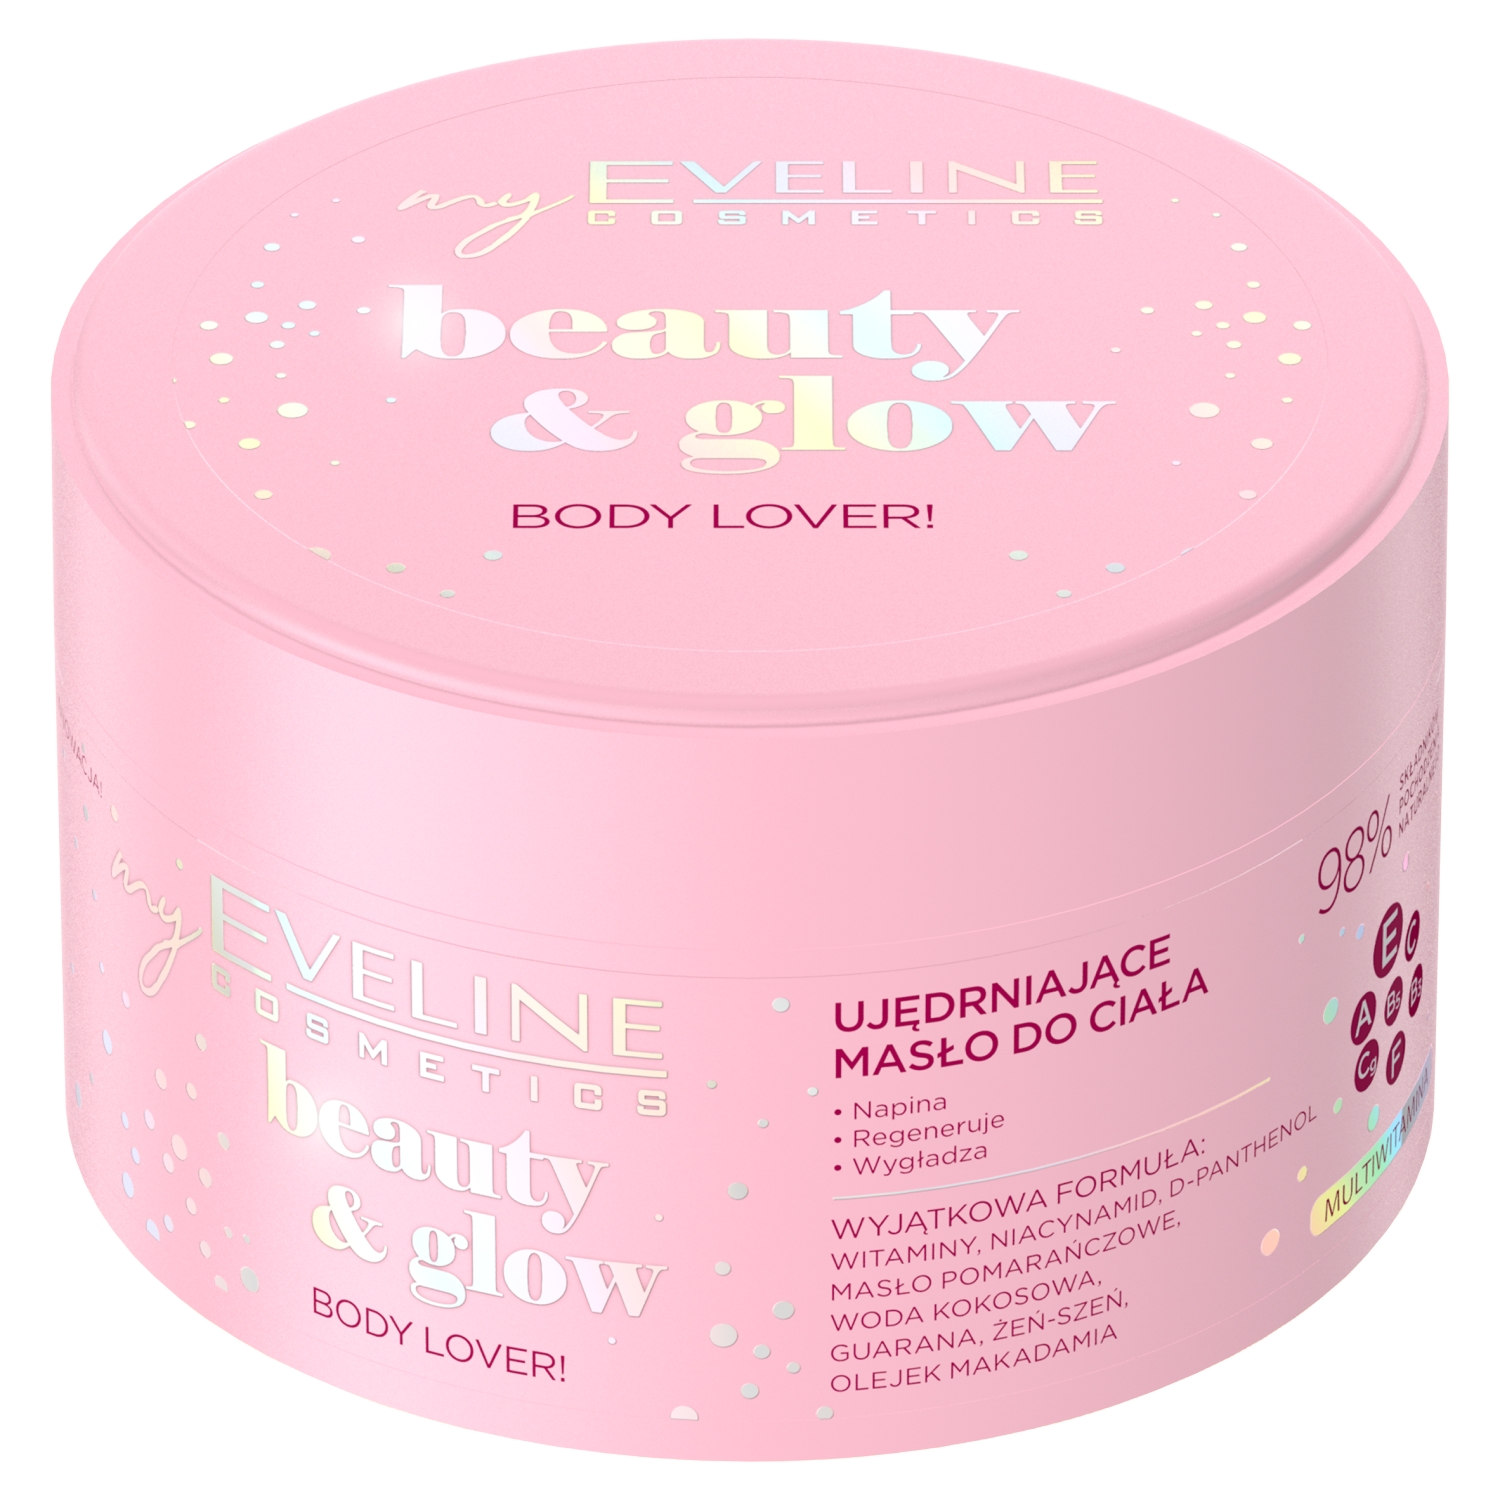 my EVELINE
COSMETICS
beauty
& glow
BODY LOVER!
my EVELINE
COSMETICS
beauty
& glow
BODY LOVER!
UJĘDRNIAJĄCE
MASŁO DO CIAŁA
• Napina
• Regeneruje
• Wygładza
WYJĄTKOWA FORMUŁA:
WITAMINY, NIACYNAMID, D-PANTHENOL
MASŁO POMARAŃCZOWE,
WODA KOKOSOWA,
GUARANA, ŻEŃ-SZEŃ,
OLEJEK MAKADAMIA
98%
SKŁADNIKÓW
E C
A B5 B3
Cg F
MULTIWITAMINA